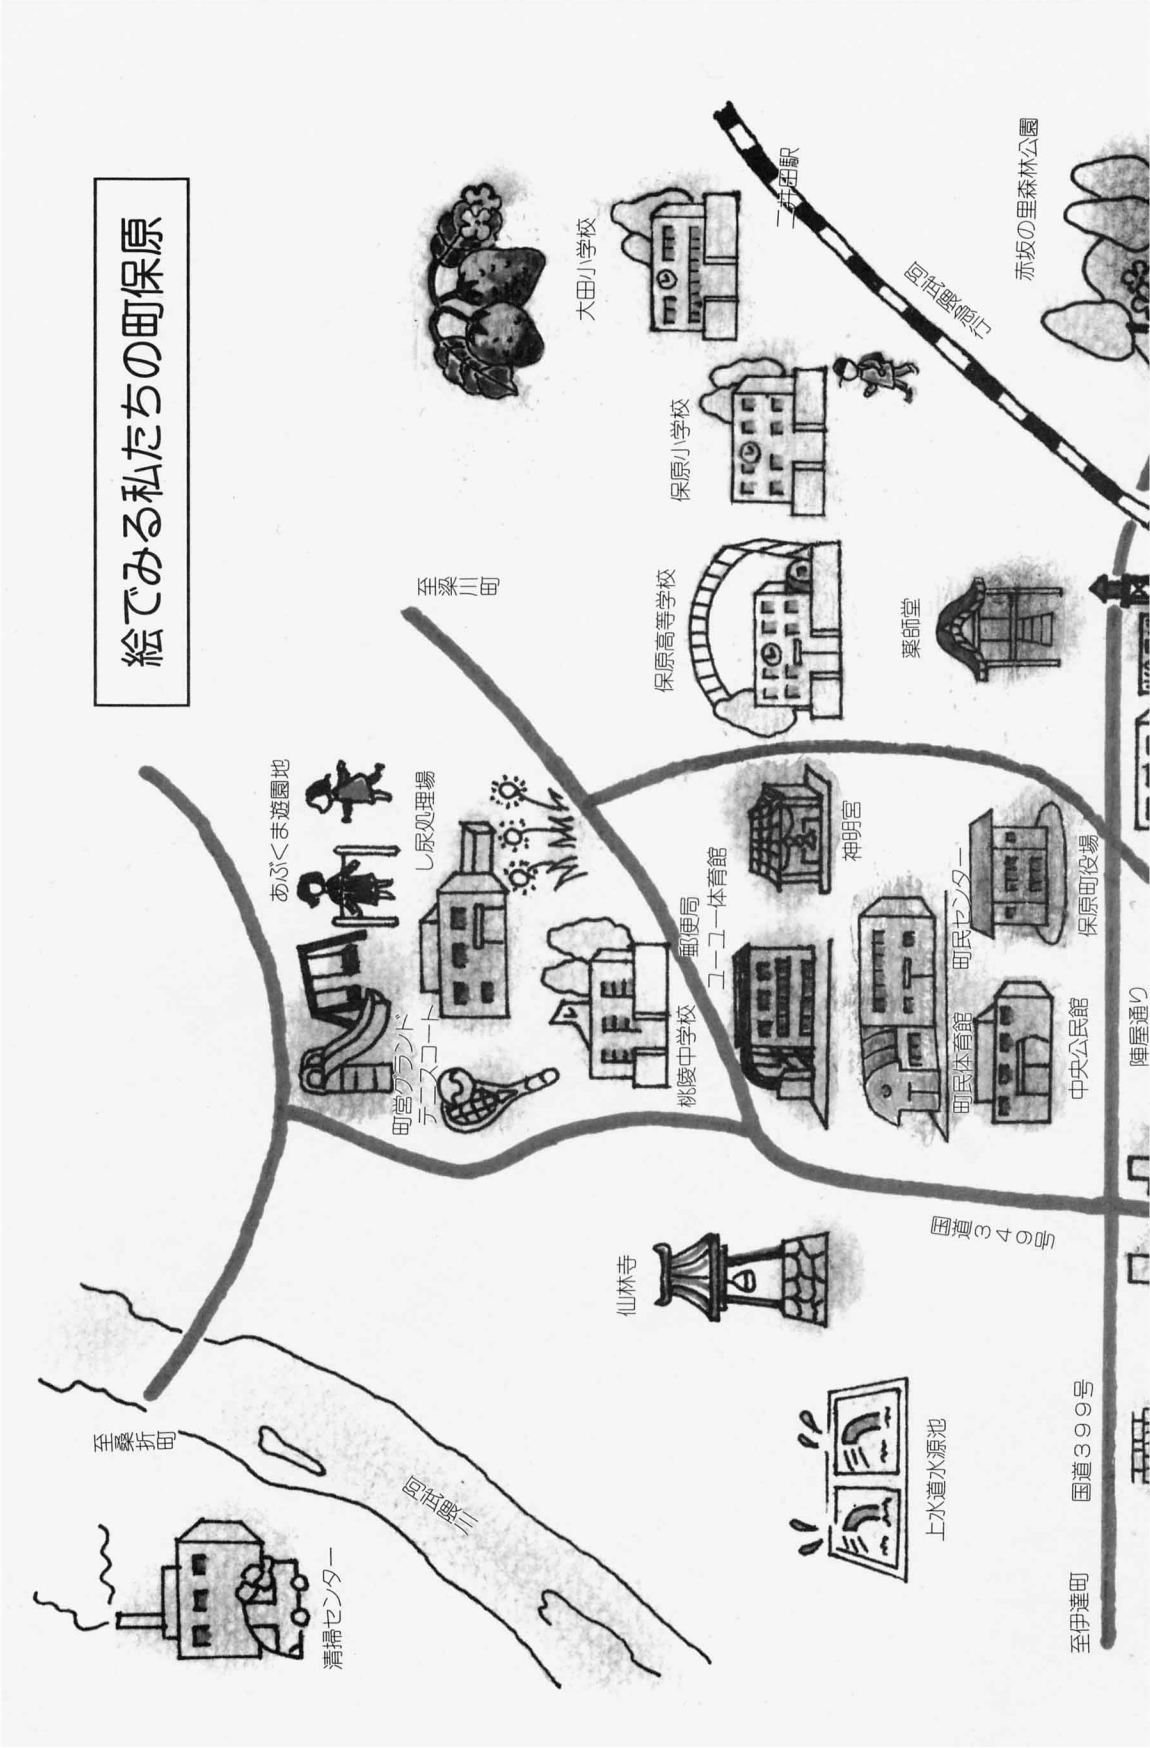 絵でみる私たちの町保原
至桑折町
清掃センター
阿武隈川
あぶくま遊園地
し尿処理場
町営グランド
テニスコート
至梁川町
大田小学校
保原小学校
保原高等学校
桃陵中学校
郵便局
ユーユー体育館
仙林寺
神明宮
薬師堂
二井田駅
阿武隈急行
赤坂の里森林公園
町民センター
町民体育館
保原町役場
中央公民館
陣屋通り
国道349号
上水道水源池
国道399号
至伊達町